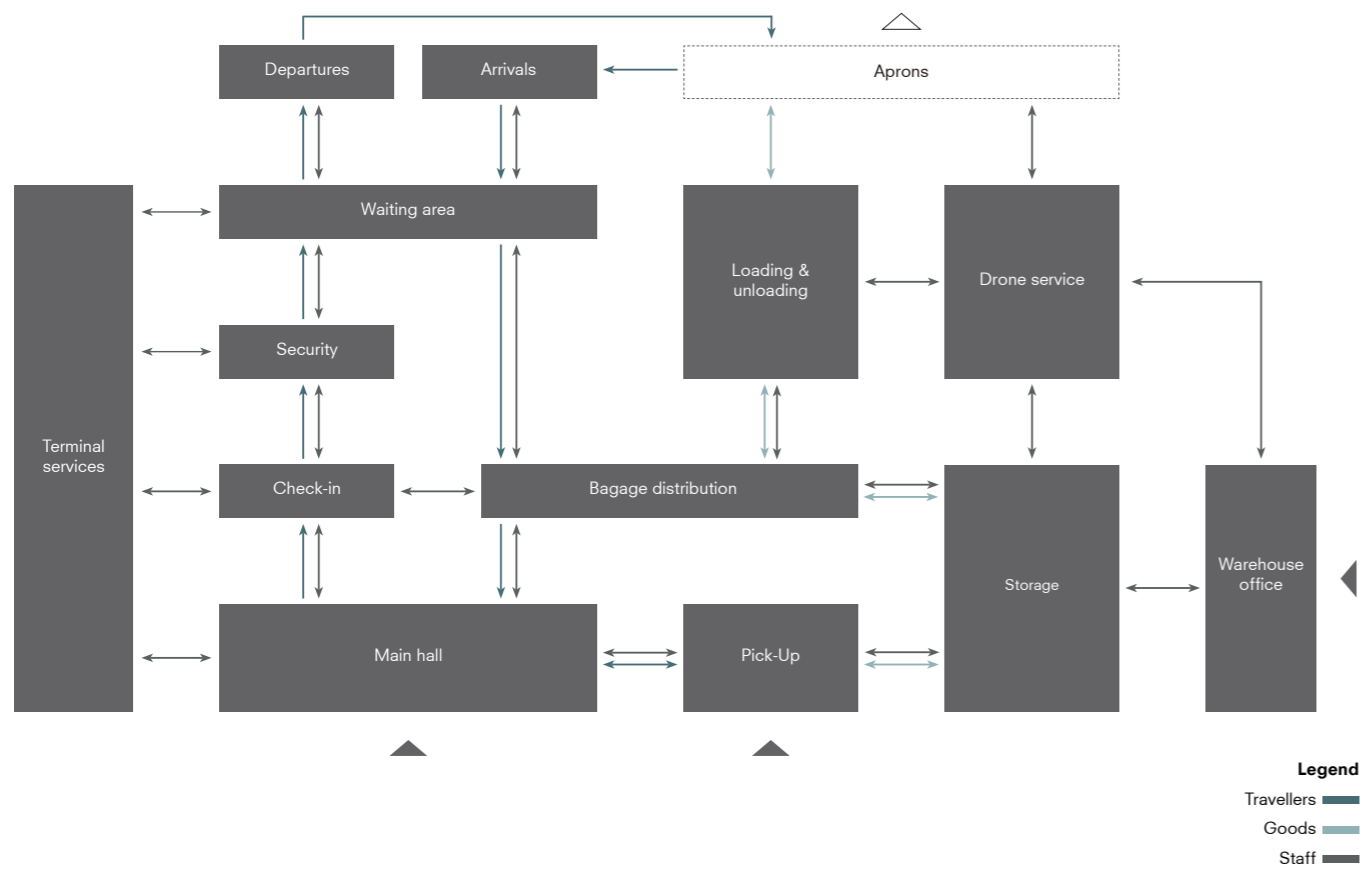 Departures
Arrivals
Aprons
Waiting area
Loading &
unloading
Drone service
Security
Terminal
services
Check-in
Bagage distribution
Storage
Warehouse
office
Main hall
Pick-Up
Legend
Travellers
Goods
Staff